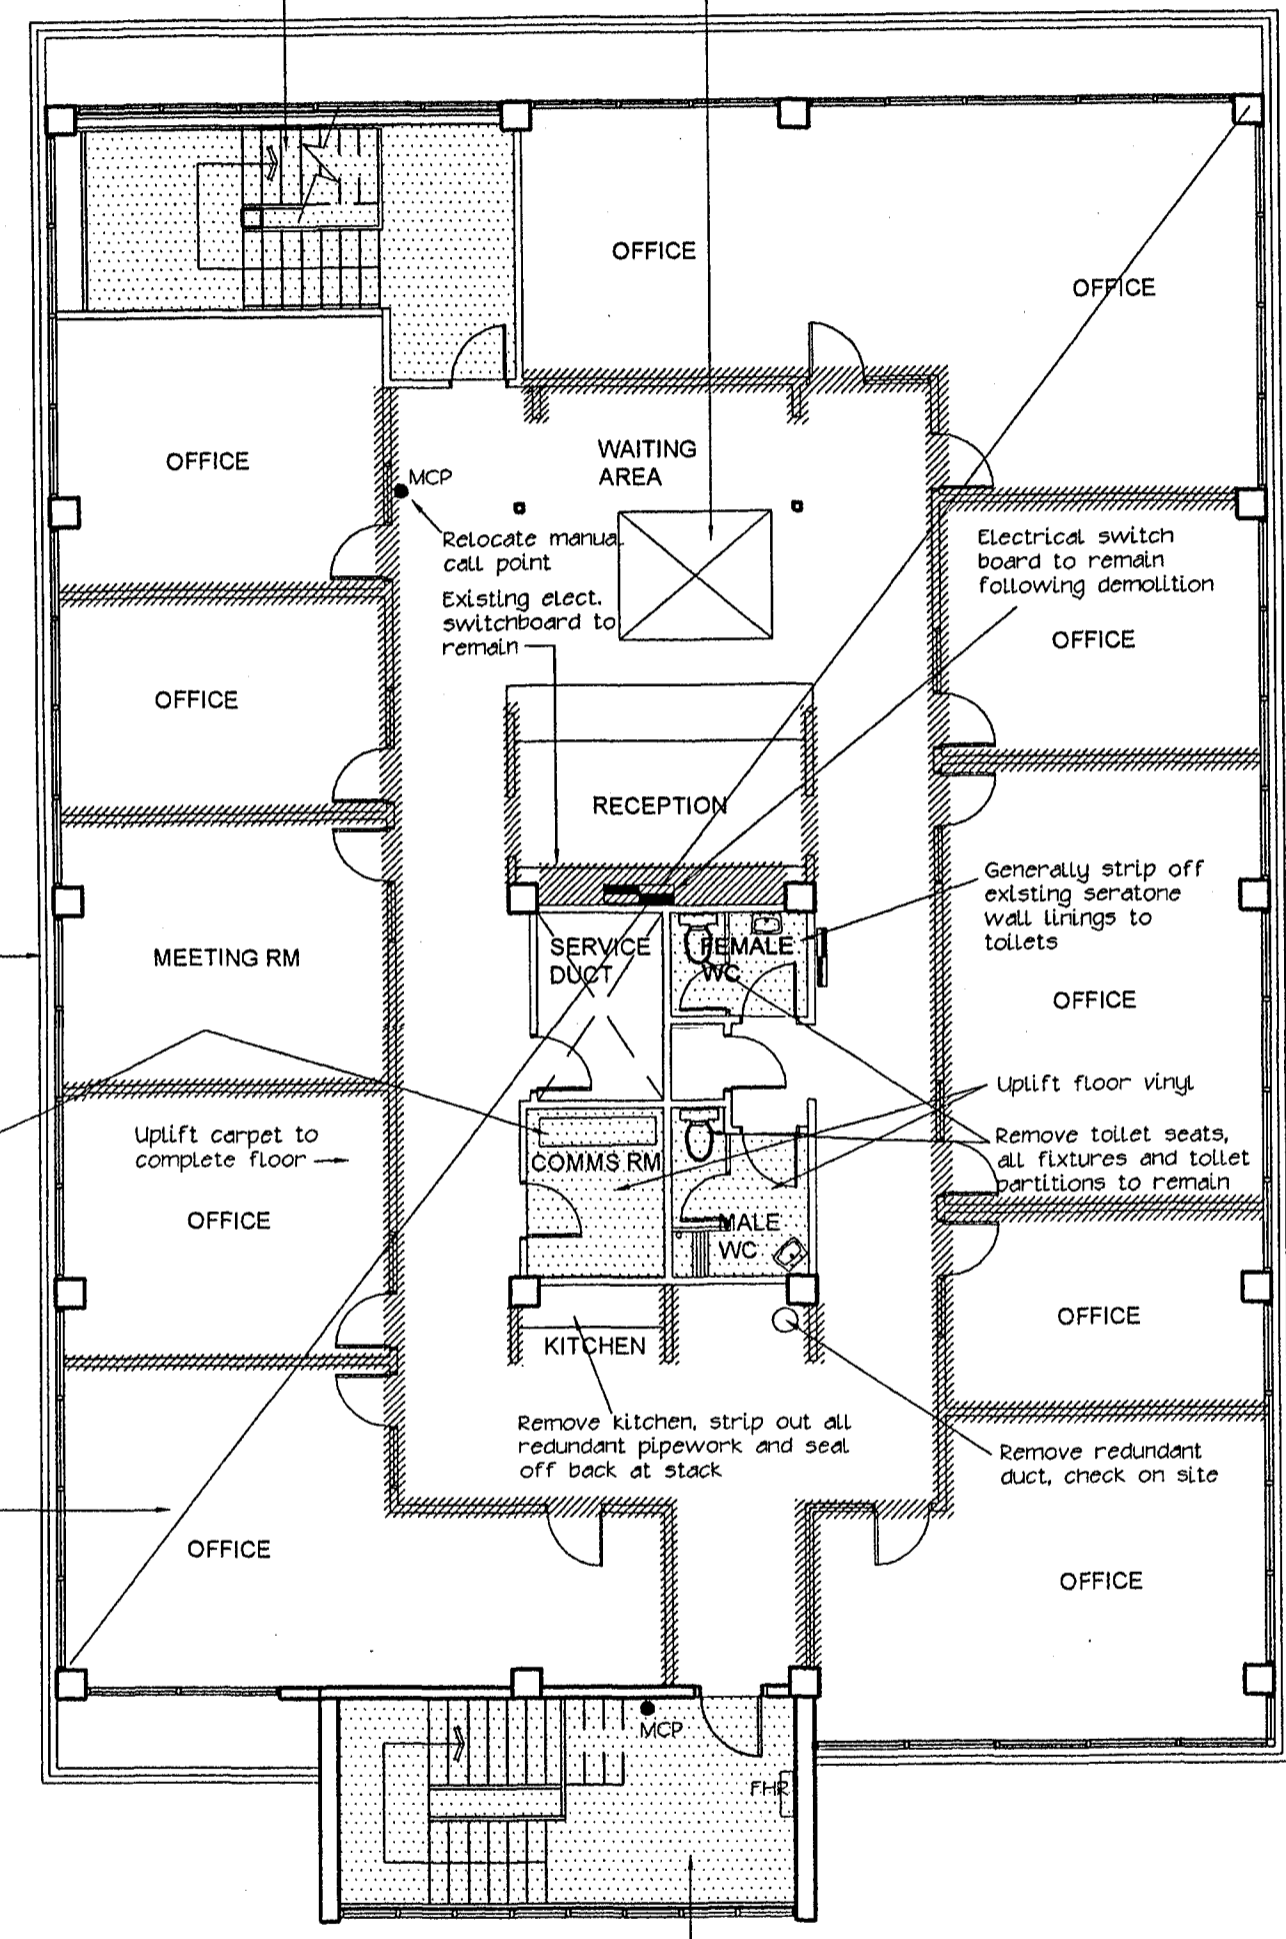 OFFICE
OFFICE
OFFICE
WAITING
AREA
MCP
Relocate manual
call point
Existing elect.
switchboard to
remain
Electrical switch
board to remain
following demolition
OFFICE
OFFICE
RECEPTION
Generally strip off
existing seratone
wall linings to
toilets
SERVICE
DUCT
FEMALE
WC
MEETING RM
OFFICE
Uplift floor vinyl
Uplift carpet to
complete floor
COMMS RM
Remove toilet seats,
all fixtures and toilet
partitions to remain
OFFICE
MALE
WC
OFFICE
KITCHEN
Remove kitchen, strip out all
redundant pipework and seal
off back at stack
Remove redundant
duct, check on site
OFFICE
OFFICE
MCP
FHR